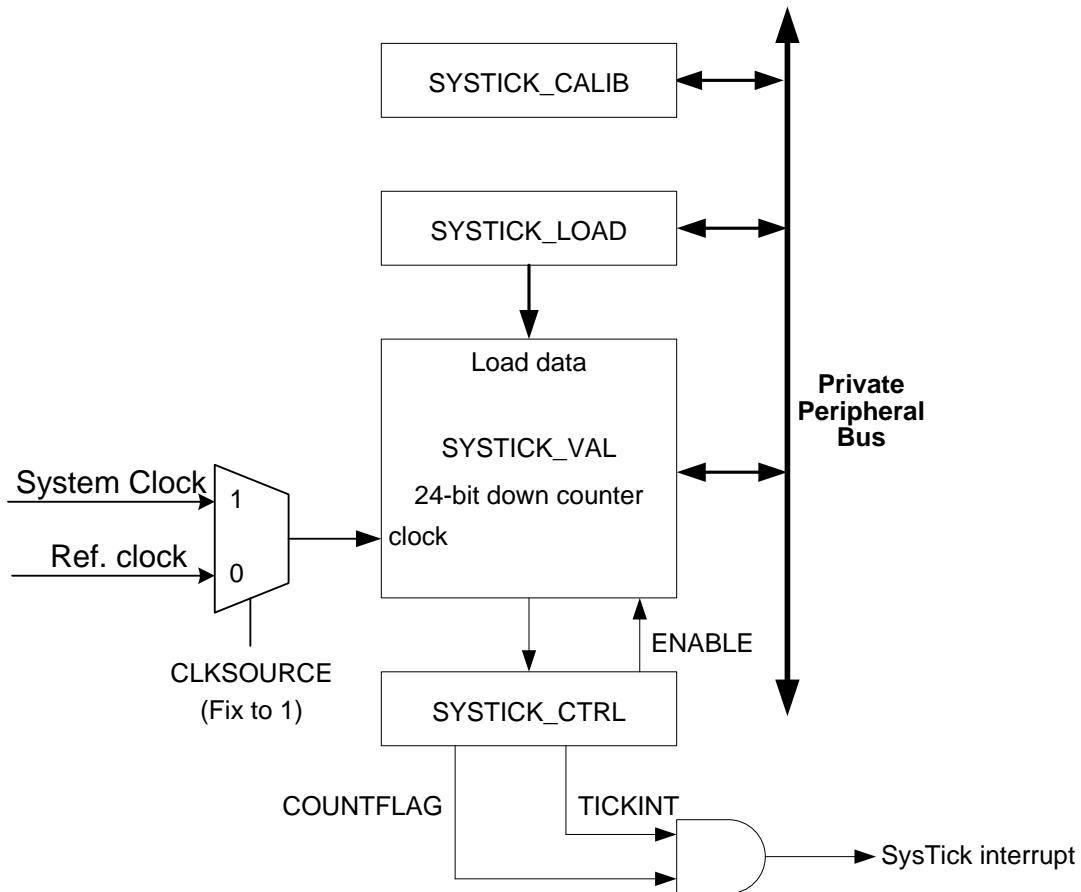 SYSTICK_CALIB
SYSTICK_LOAD
Load data
Private
Peripheral
Bus
SYSTICK_VAL
24-bit down counter
System Clock
1
clock
Ref. clock
0
ENABLE
CLKSOURCE
(Fix to 1)
SYSTICK_CTRL
COUNTFLAG
TICKINT
SysTick interrupt